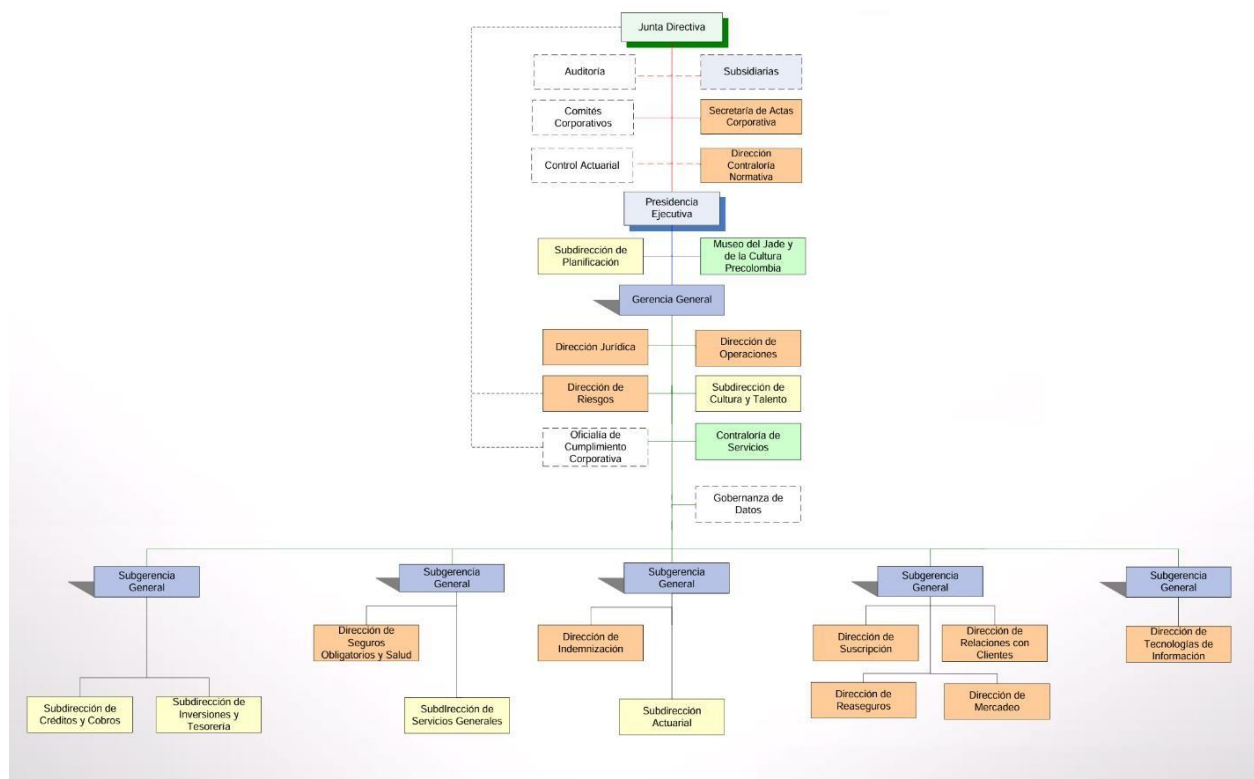 Junta Directiva
Auditoría
Subsidiarias
Comités
Corporativos
Secretaría de Actas
Corporativa
Control Actuarial
Dirección
Contraloría
Normativa
Presidencia
Ejecutiva
Subdirección de
Planificación
Museo del Jade y
de la Cultura
Precolombia
Gerencia General
Dirección Jurídica
Dirección de
Operaciones
Dirección de
Riesgos
Subdirección de
Cultura y Talento
Oficialía de
Cumplimiento
Corporativa
Contraloría de
Servicios
Gobernanza de
Datos
Subgerencia
General
Subgerencia
General
Subgerencia
General
Subgerencia
General
Subgerencia
General
Dirección de
Seguros
Obligatorios y Salud
Dirección de
Indemnización
Dirección de
Suscripción
Dirección de
Relaciones con
Clientes
Dirección de
Tecnologías de
Información
Subdirección de
Créditos y Cobros
Subdirección de
Inversiones y
Tesorería
Subdirección de
Servicios Generales
Subdirección
Actuarial
Dirección de
Reaseguros
Dirección de
Mercadeo